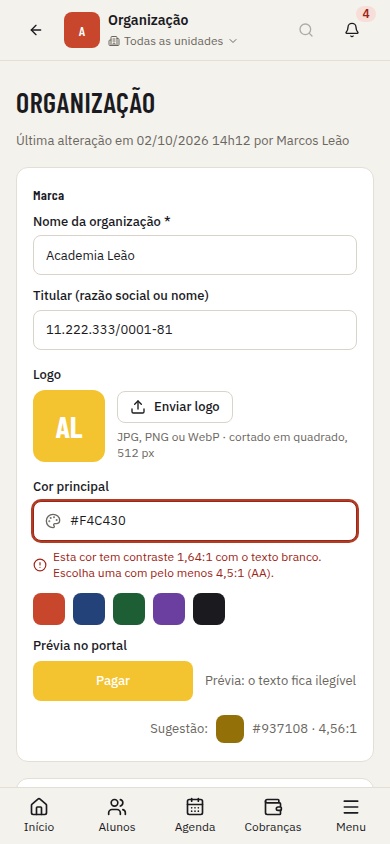 A
Organização
Todas as unidades
4
ORGANIZAÇÃO
Última alteração em 02/10/2026 14h12 por Marcos Leão
Marca
Nome da organização *
Academia Leão
Titular (razão social ou nome)
11.222.333/0001-81
Logo
AL
Enviar logo
JPG, PNG ou WebP · cortado em quadrado,
512 px
Cor principal
#F4C430
Esta cor tem contraste 1,64:1 com o texto branco.
Escolha uma com pelo menos 4,5:1 (AA).
Prévia no portal
Pagar
Prévia: o texto fica ilegível
Sugestão:
#937108 · 4,56:1
Início
Alunos
Agenda
Cobranças
Menu